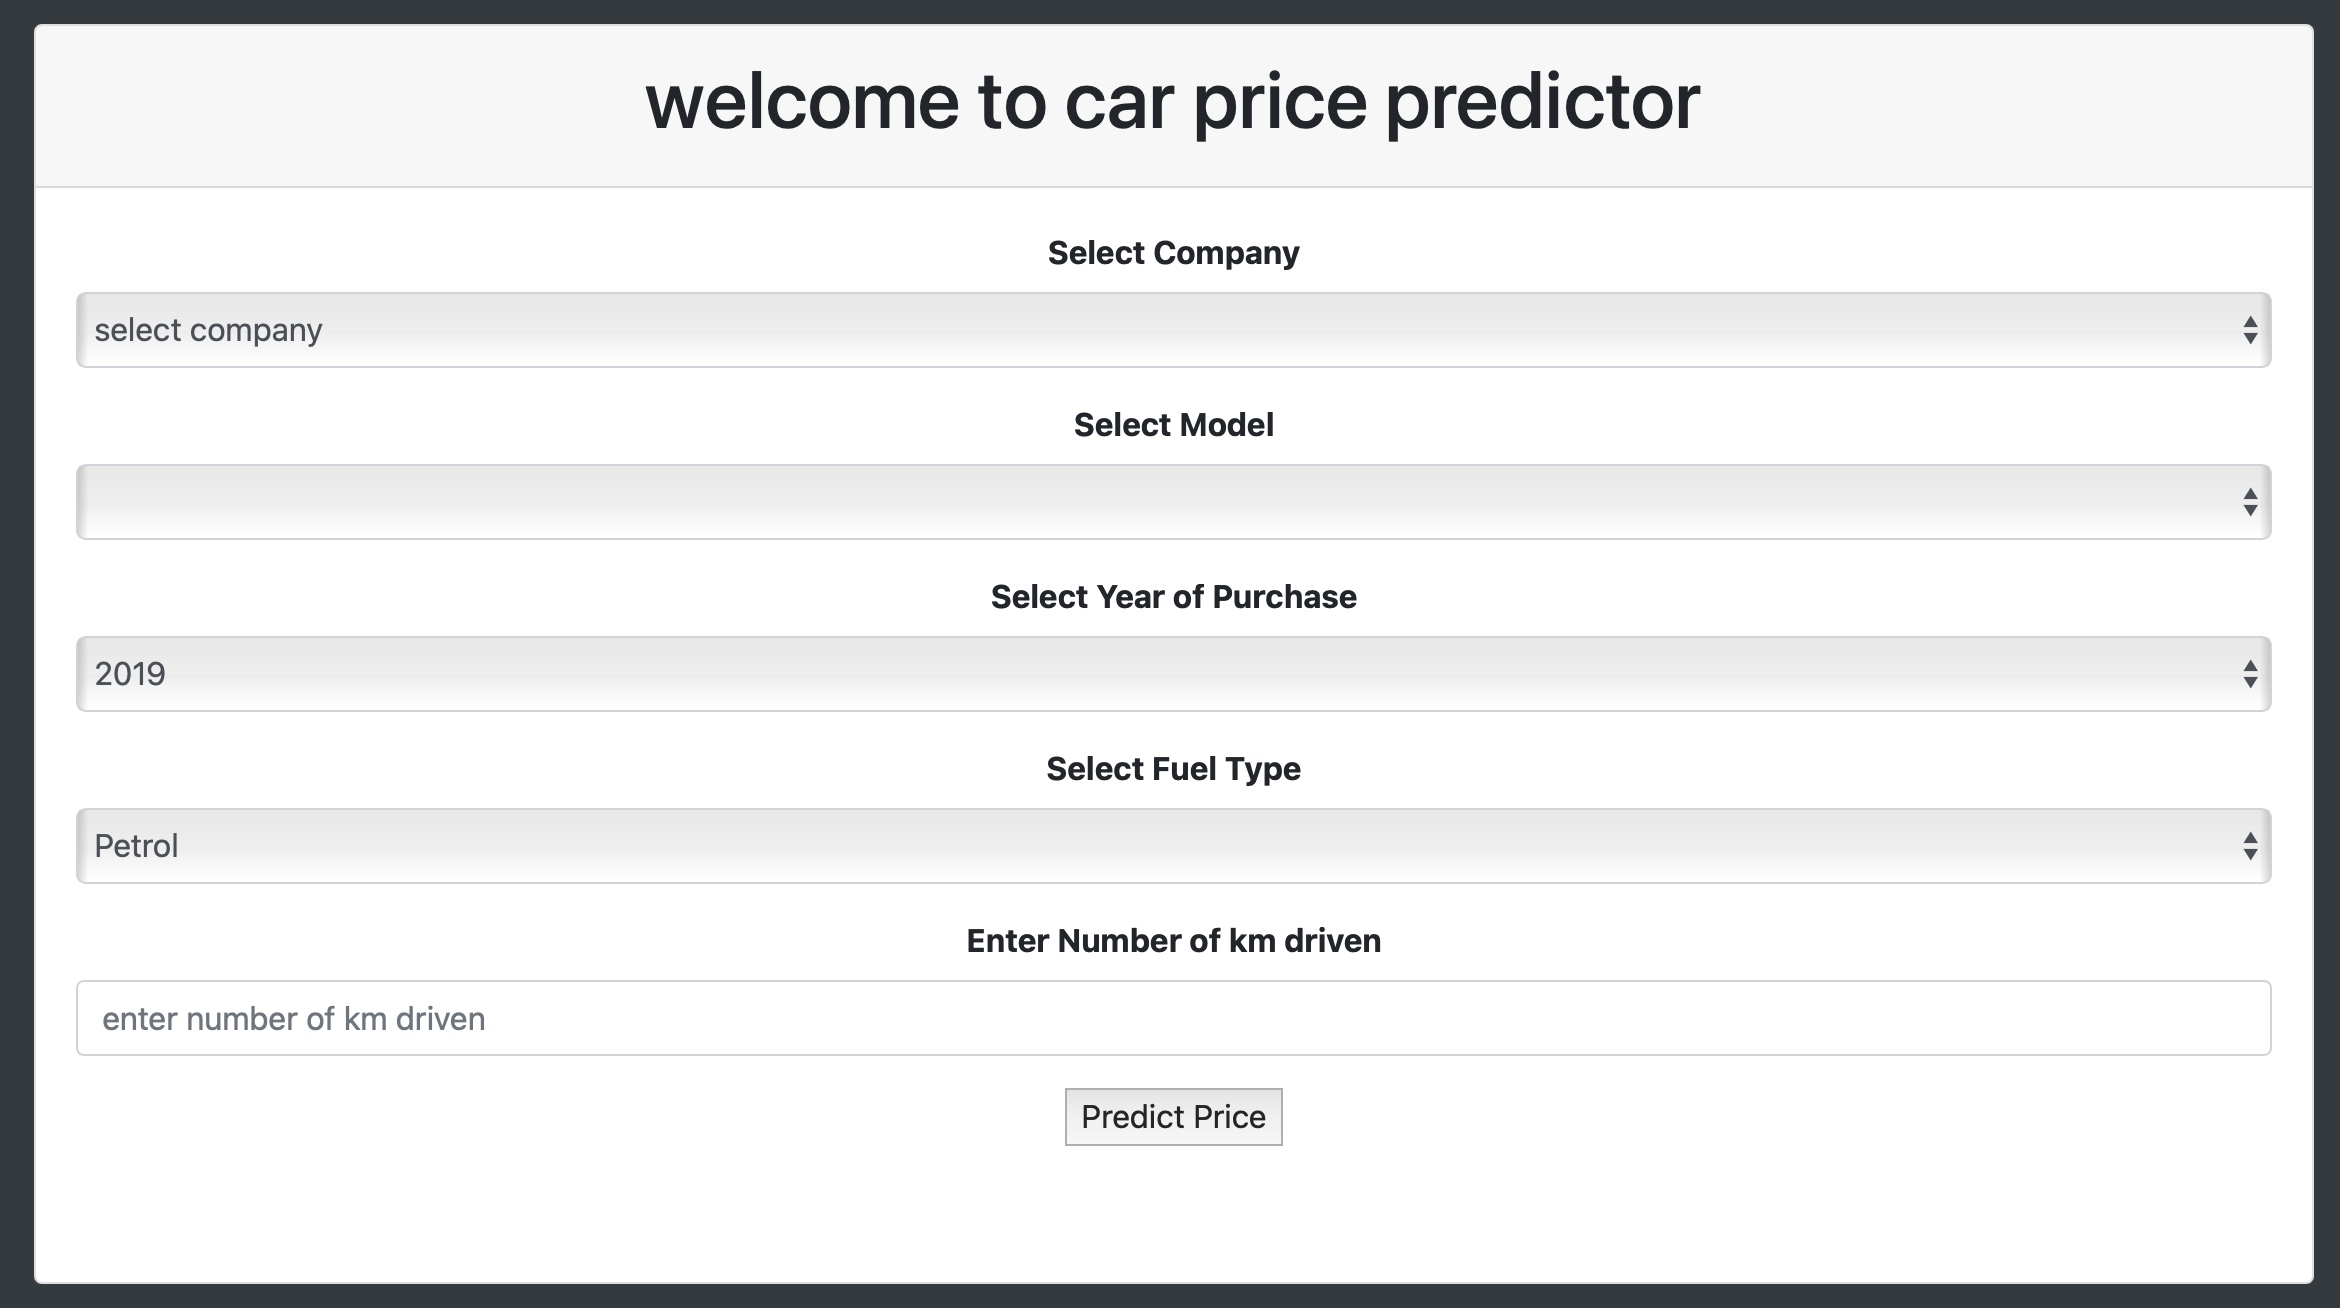 welcome to car price predictor
Select Company
select company
Select Model
Select Year of Purchase
2019
Select Fuel Type
Petrol
Enter Number of km driven
enter number of km driven
Predict Price